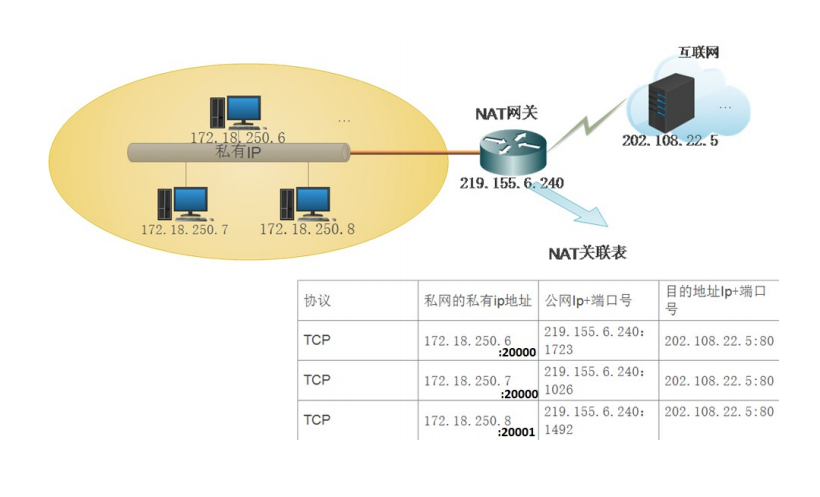 互联网
...
202.108.22.5
NAT网关
219.155.6.240
...
172.18.250.6
私有IP
172.18.250.7
172.18.250.8
NAT关联表
协议
私网的私有ip地址
公网Ip+端口号
目的地址Ip+端口
号
TCP
172.18.250.6
:20000
219.155.6.240:
1723
202.108.22.5:80
TCP
172.18.250.7
:20000
219.155.6.240:
1026
202.108.22.5:80
TCP
172.18.250.8
:20001
219.155.6.240:
1492
202.108.22.5:80